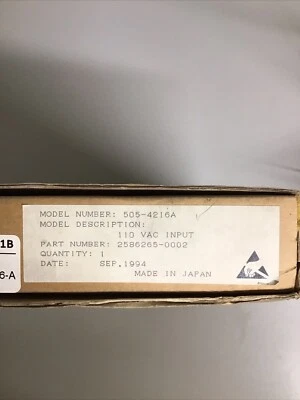 MODEL NUMBER: 505-4216A
MODEL DESCRIPTION:
110 VAC INPUT
PART NUMBER: 2586265-0002
QUANTITY: 1
DATE: SEP.1994
MADE IN JAPAN
1B
6-A